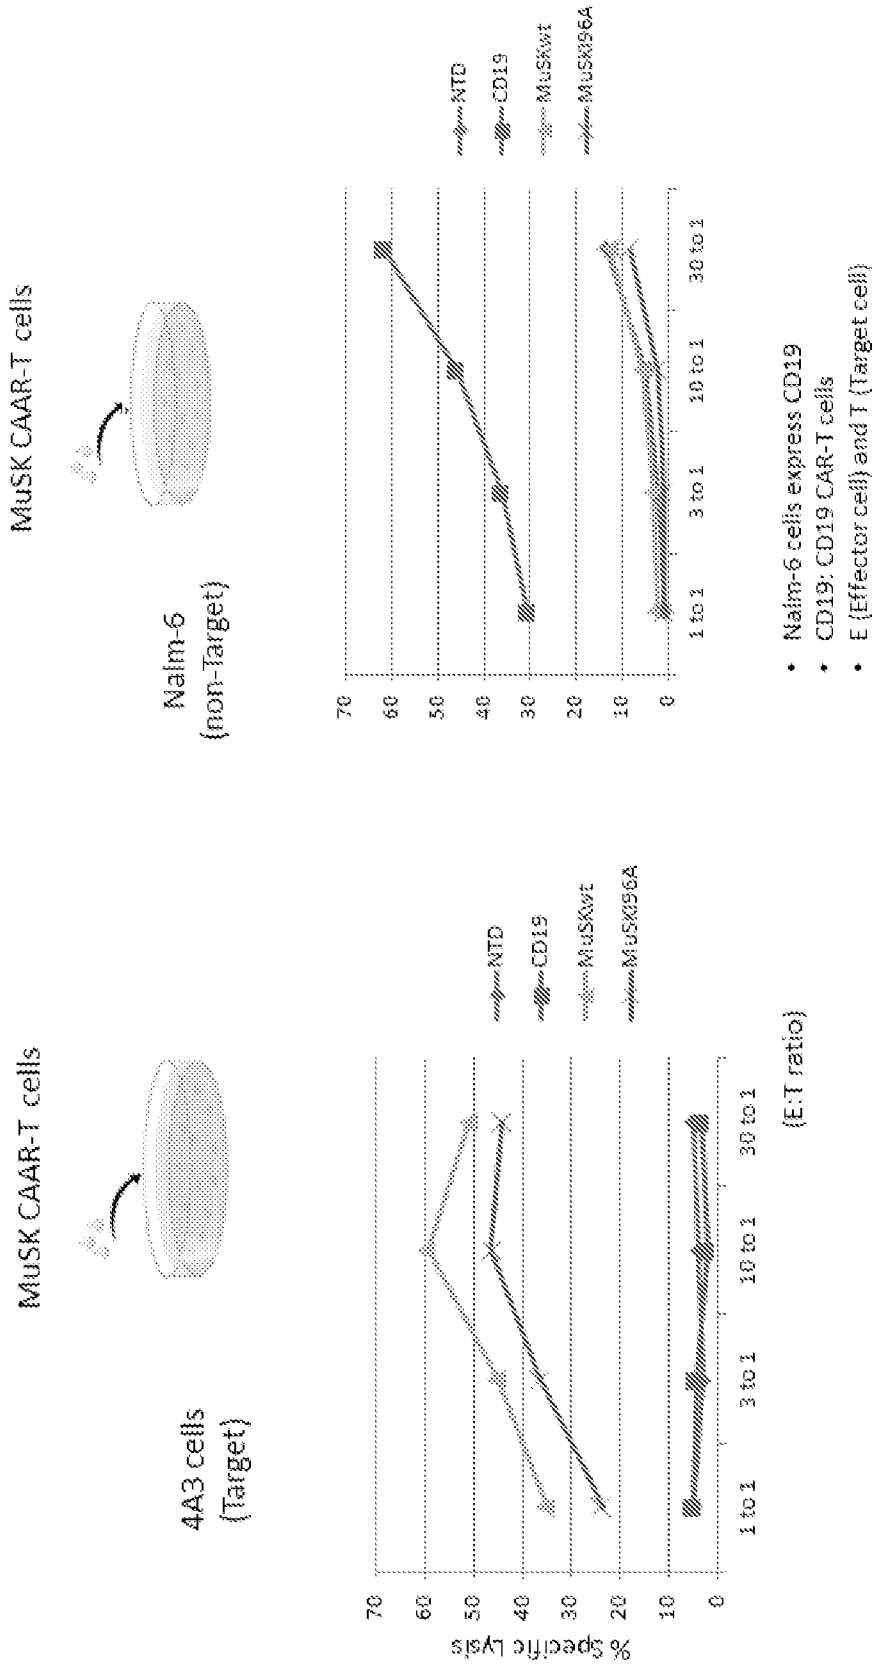 MuSK CAAR-T cells
4A3 cells
(Target)
% Specific Lysis
70
60
50
40
30
20
10
0
1 to 1
3 to 1
10 to 1
30 to 1
(E:T ratio)
NTD
CD19
MuSKwt
MuSKI96A
MuSK CAAR-T cells
Nalm-6
(non-Target)
70
60
50
40
30
20
10
0
1 to 1
3 to 1
10 to 1
30 to 1
NTD
CD19
MuSKwt
MuSKI96A
• Nalm-6 cells express CD19
• CD19: CD19 CAR-T cells
• E (Effector cell) and T (Target cell)